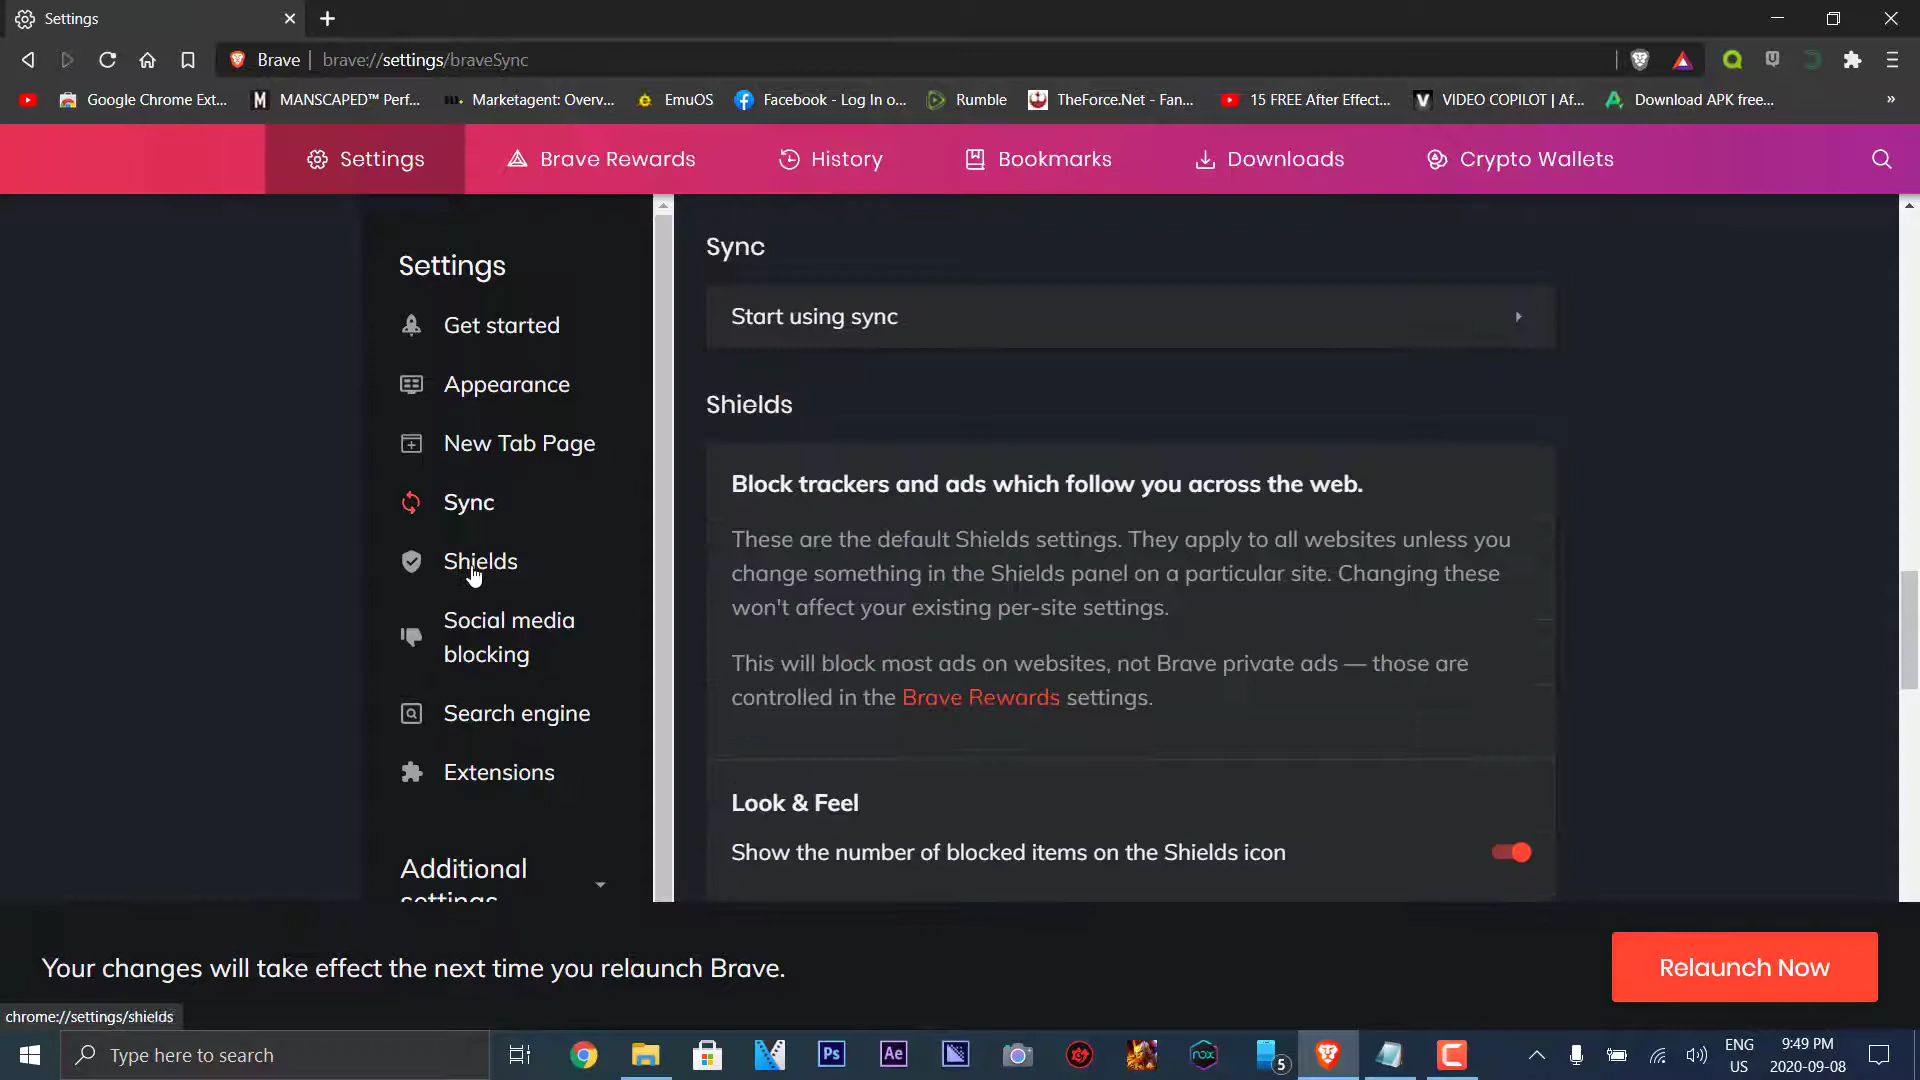 Settings
Brave | brave://settings/braveSync
Google Chrome Ext...
MANSCAPED™ Perf...
Marketagent: Overv...
EmuOS
Facebook - Log In o...
Rumble
TheForce.Net - Fan...
15 FREE After Effect...
VIDEO COPILOT | Af...
Download APK free...
»
Settings
Brave Rewards
History
Bookmarks
Downloads
Crypto Wallets
Settings
Get started
Appearance
New Tab Page
Sync
Shields
Social media
blocking
Search engine
Extensions
Additional
settings
Sync
Start using sync
Shields
Block trackers and ads which follow you across the web.
These are the default Shields settings. They apply to all websites unless you
change something in the Shields panel on a particular site. Changing these
won't affect your existing per-site settings.
This will block most ads on websites, not Brave private ads — those are
controlled in the Brave Rewards settings.
Look & Feel
Show the number of blocked items on the Shields icon
Your changes will take effect the next time you relaunch Brave.
Relaunch Now
chrome://settings/shields
Type here to search
Ps
Ae
nox
5
ENG
US
9:49 PM
2020-09-08